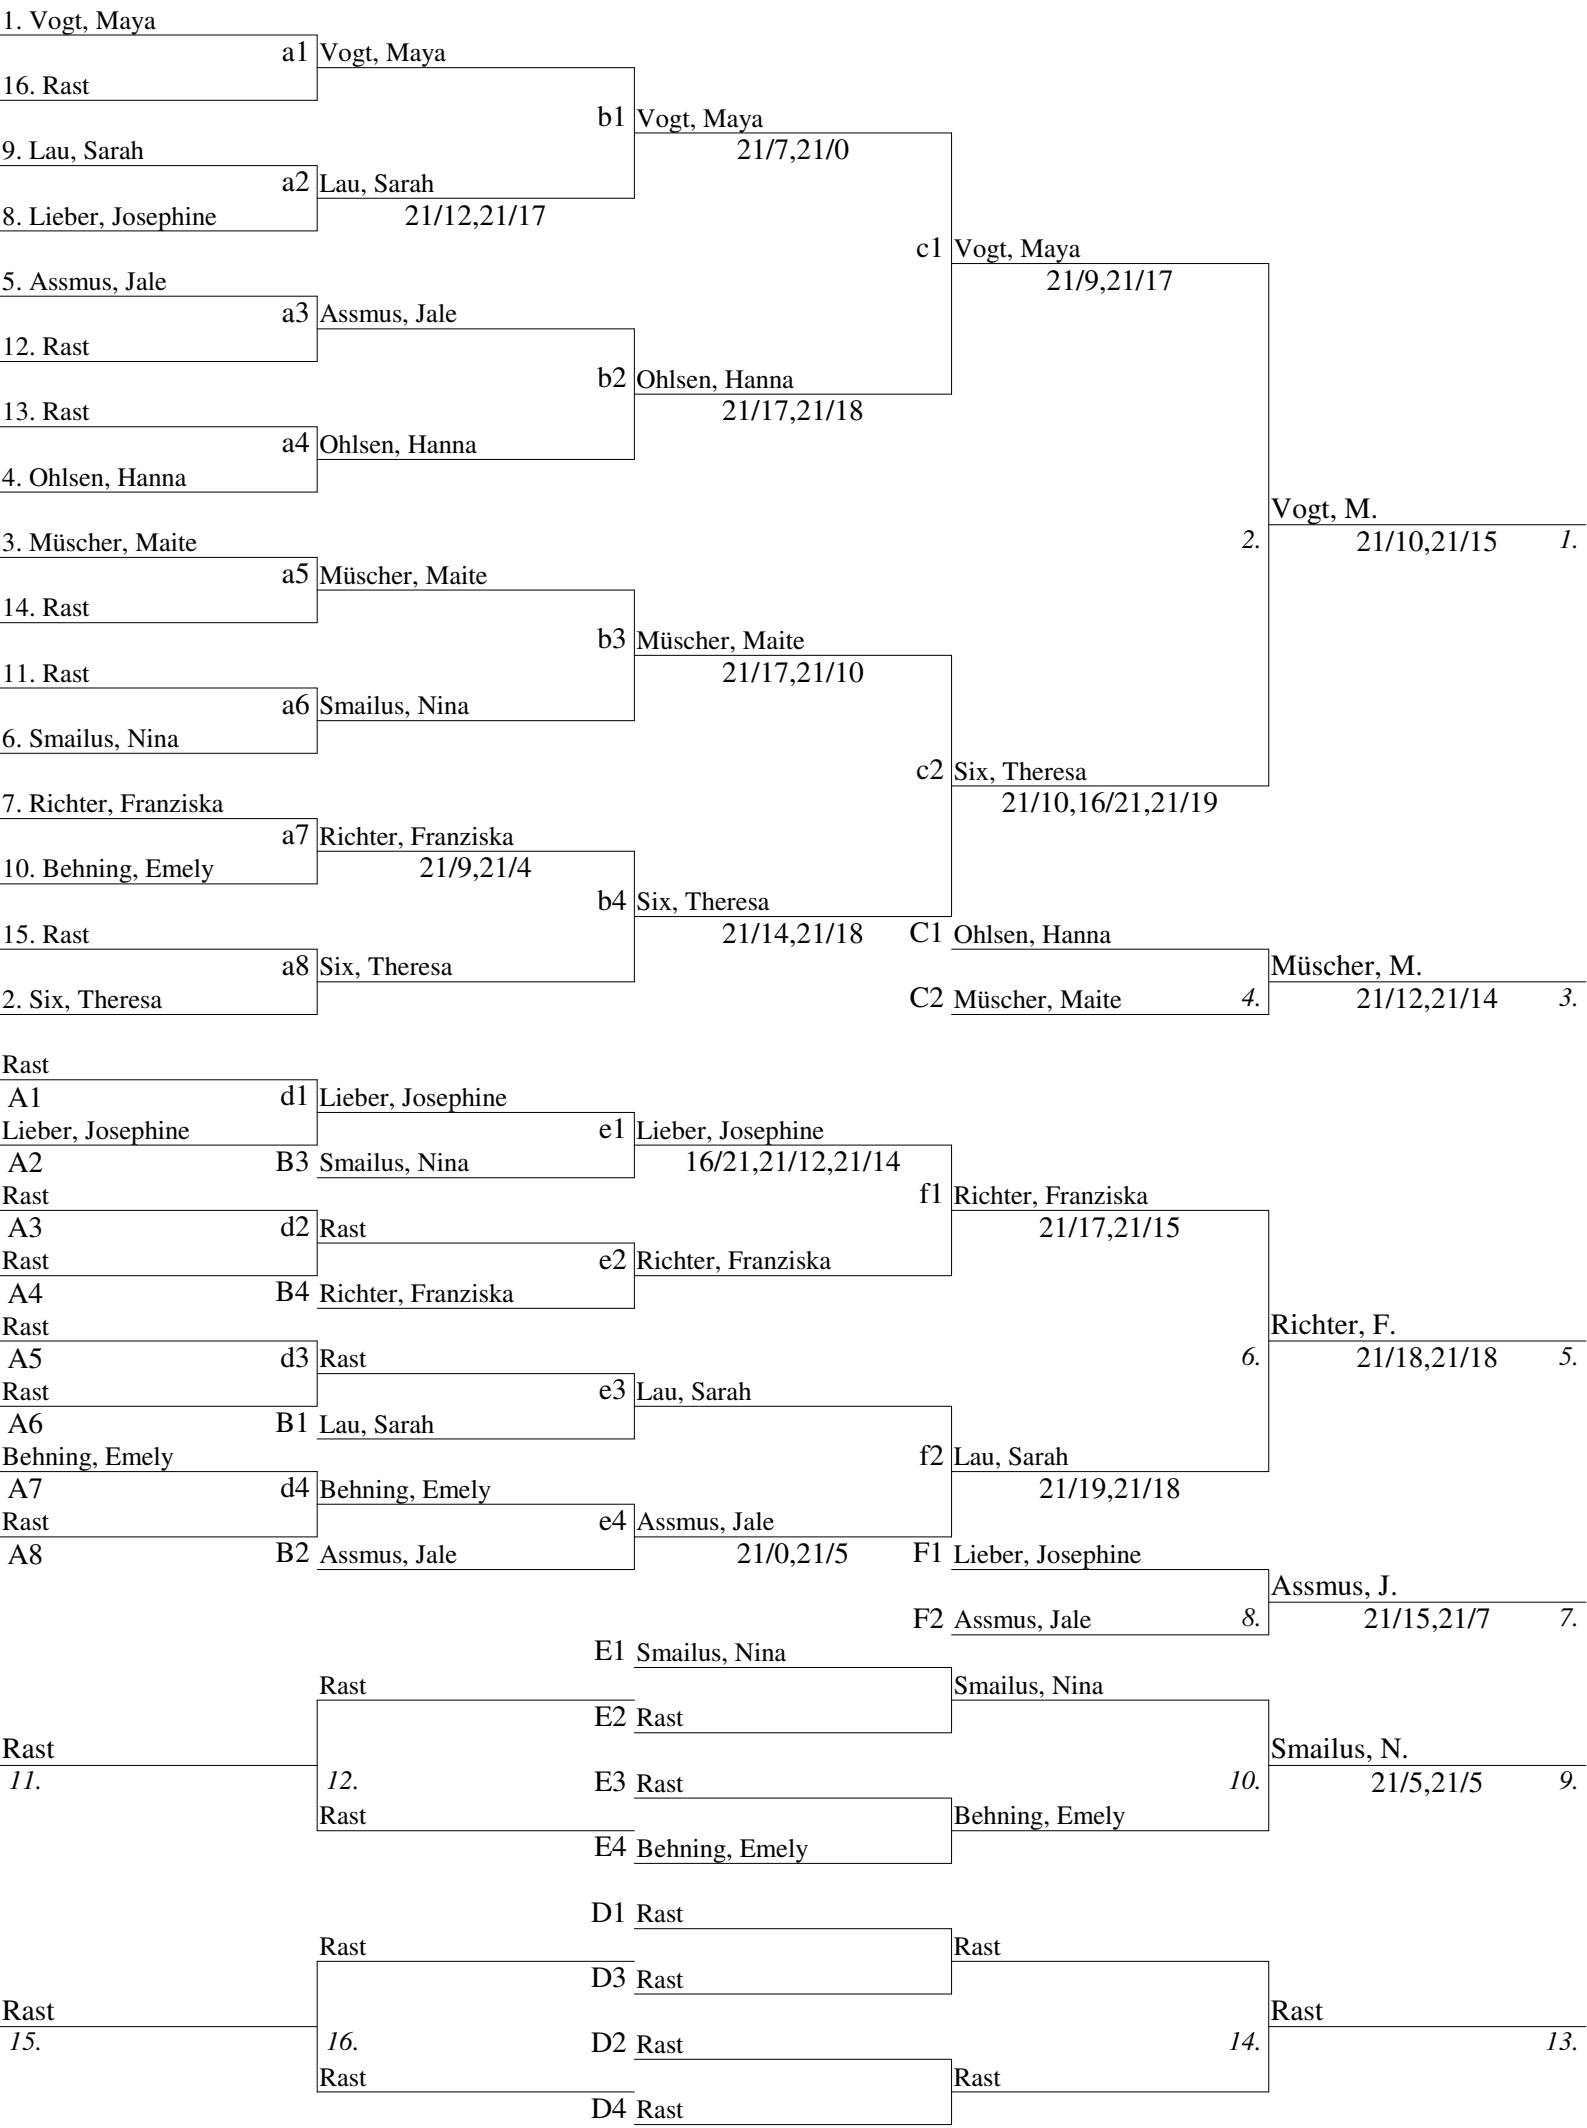 1. Vogt, Maya
a1 Vogt, Maya
16. Rast
b1 Vogt, Maya
21/7,21/0
9. Lau, Sarah
a2 Lau, Sarah
8. Lieber, Josephine
21/12,21/17
c1 Vogt, Maya
21/9,21/17
5. Assmus, Jale
a3 Assmus, Jale
12. Rast
b2 Ohlsen, Hanna
21/17,21/18
13. Rast
a4 Ohlsen, Hanna
4. Ohlsen, Hanna
Vogt, M.
2. 21/10,21/15 1.
3. Müscher, Maite
a5 Müscher, Maite
14. Rast
b3 Müscher, Maite
21/17,21/10
11. Rast
a6 Smailus, Nina
6. Smailus, Nina
c2 Six, Theresa
21/10,16/21,21/19
7. Richter, Franziska
a7 Richter, Franziska
10. Behning, Emely
21/9,21/4
b4 Six, Theresa
21/14,21/18
15. Rast
C1 Ohlsen, Hanna
a8 Six, Theresa
Müscher, M.
2. Six, Theresa
C2 Müscher, Maite 4. 21/12,21/14 3.
Rast
A1 d1 Lieber, Josephine
Lieber, Josephine
e1 Lieber, Josephine
A2 B3 Smailus, Nina
16/21,21/12,21/14
Rast
f1 Richter, Franziska
A3 d2 Rast
21/17,21/15
Rast
e2 Richter, Franziska
A4 B4 Richter, Franziska
Rast
Richter, F.
A5 d3 Rast
6. 21/18,21/18 5.
Rast
e3 Lau, Sarah
A6 B1 Lau, Sarah
Behning, Emely
f2 Lau, Sarah
A7 d4 Behning, Emely
21/19,21/18
Rast
e4 Assmus, Jale
A8 B2 Assmus, Jale
21/0,21/5
F1 Lieber, Josephine
Assmus, J.
F2 Assmus, Jale 8. 21/15,21/7 7.
E1 Smailus, Nina
Rast
Smailus, Nina
E2 Rast
Rast
Smailus, N.
11. 12. E3 Rast 10. 21/5,21/5 9.
Rast
Behning, Emely
E4 Behning, Emely
D1 Rast
Rast
Rast
D3 Rast
Rast
Rast
15. 16. D2 Rast 14. 13.
Rast
Rast
D4 Rast